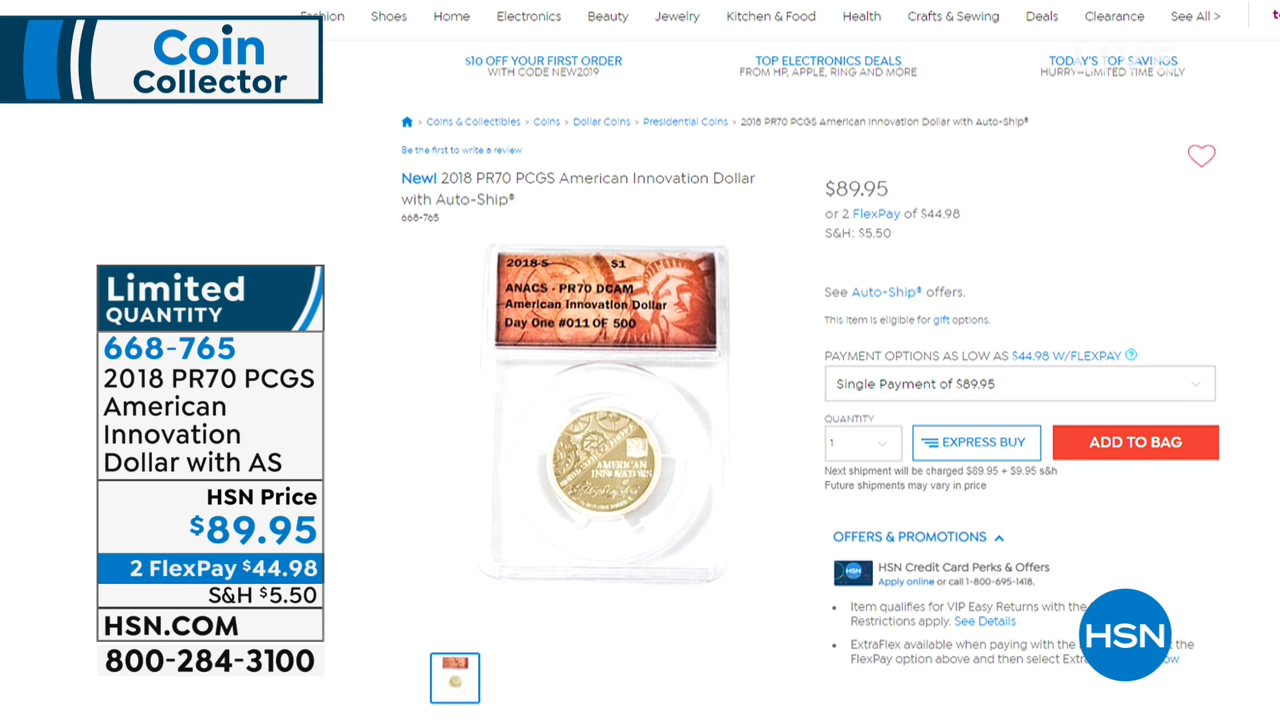 Coin
Collector
Fashion Shoes Home Electronics Beauty Jewelry Kitchen & Food Health Crafts & Sewing Deals Clearance See All >
LIVE
$10 OFF YOUR FIRST ORDER
WITH CODE NEW2019
TOP ELECTRONICS DEALS
FROM HP, APPLE, RING AND MORE
TODAY'S TOP SAVINGS
HURRY—LIMITED TIME ONLY
> Coins & Collectibles > Coins > Dollar Coins > Presidential Coins > 2018 PR70 PCGS American Innovation Dollar with Auto-Ship®
Be the first to write a review
New! 2018 PR70 PCGS American Innovation Dollar
with Auto-Ship®
668-765
2018-S $1
ANACS - PR70 DCAM
American Innovation Dollar
Day One #011 OF 500
AMERICAN
INNOVATORS
$89.95
or 2 FlexPay of $44.98
S&H: $5.50
See Auto-Ship® offers.
This item is eligible for gift options.
PAYMENT OPTIONS AS LOW AS $44.98 W/FLEXPAY ?
Single Payment of $89.95
QUANTITY
1
EXPRESS BUY
ADD TO BAG
Next shipment will be charged $89.95 + $9.95 s&h
Future shipments may vary in price
OFFERS & PROMOTIONS
HSN
HSN Credit Card Perks & Offers
Apply online or call 1-800-695-1418.
• Item qualifies for VIP Easy Returns with the
Restrictions apply. See Details
• ExtraFlex available when paying with the the
FlexPay option above and then select
HSN
Limited
QUANTITY
668-765
2018 PR70 PCGS
American
Innovation
Dollar with AS
HSN Price
$89.95
2 FlexPay $44.98
S&H $5.50
HSN.COM
800-284-3100